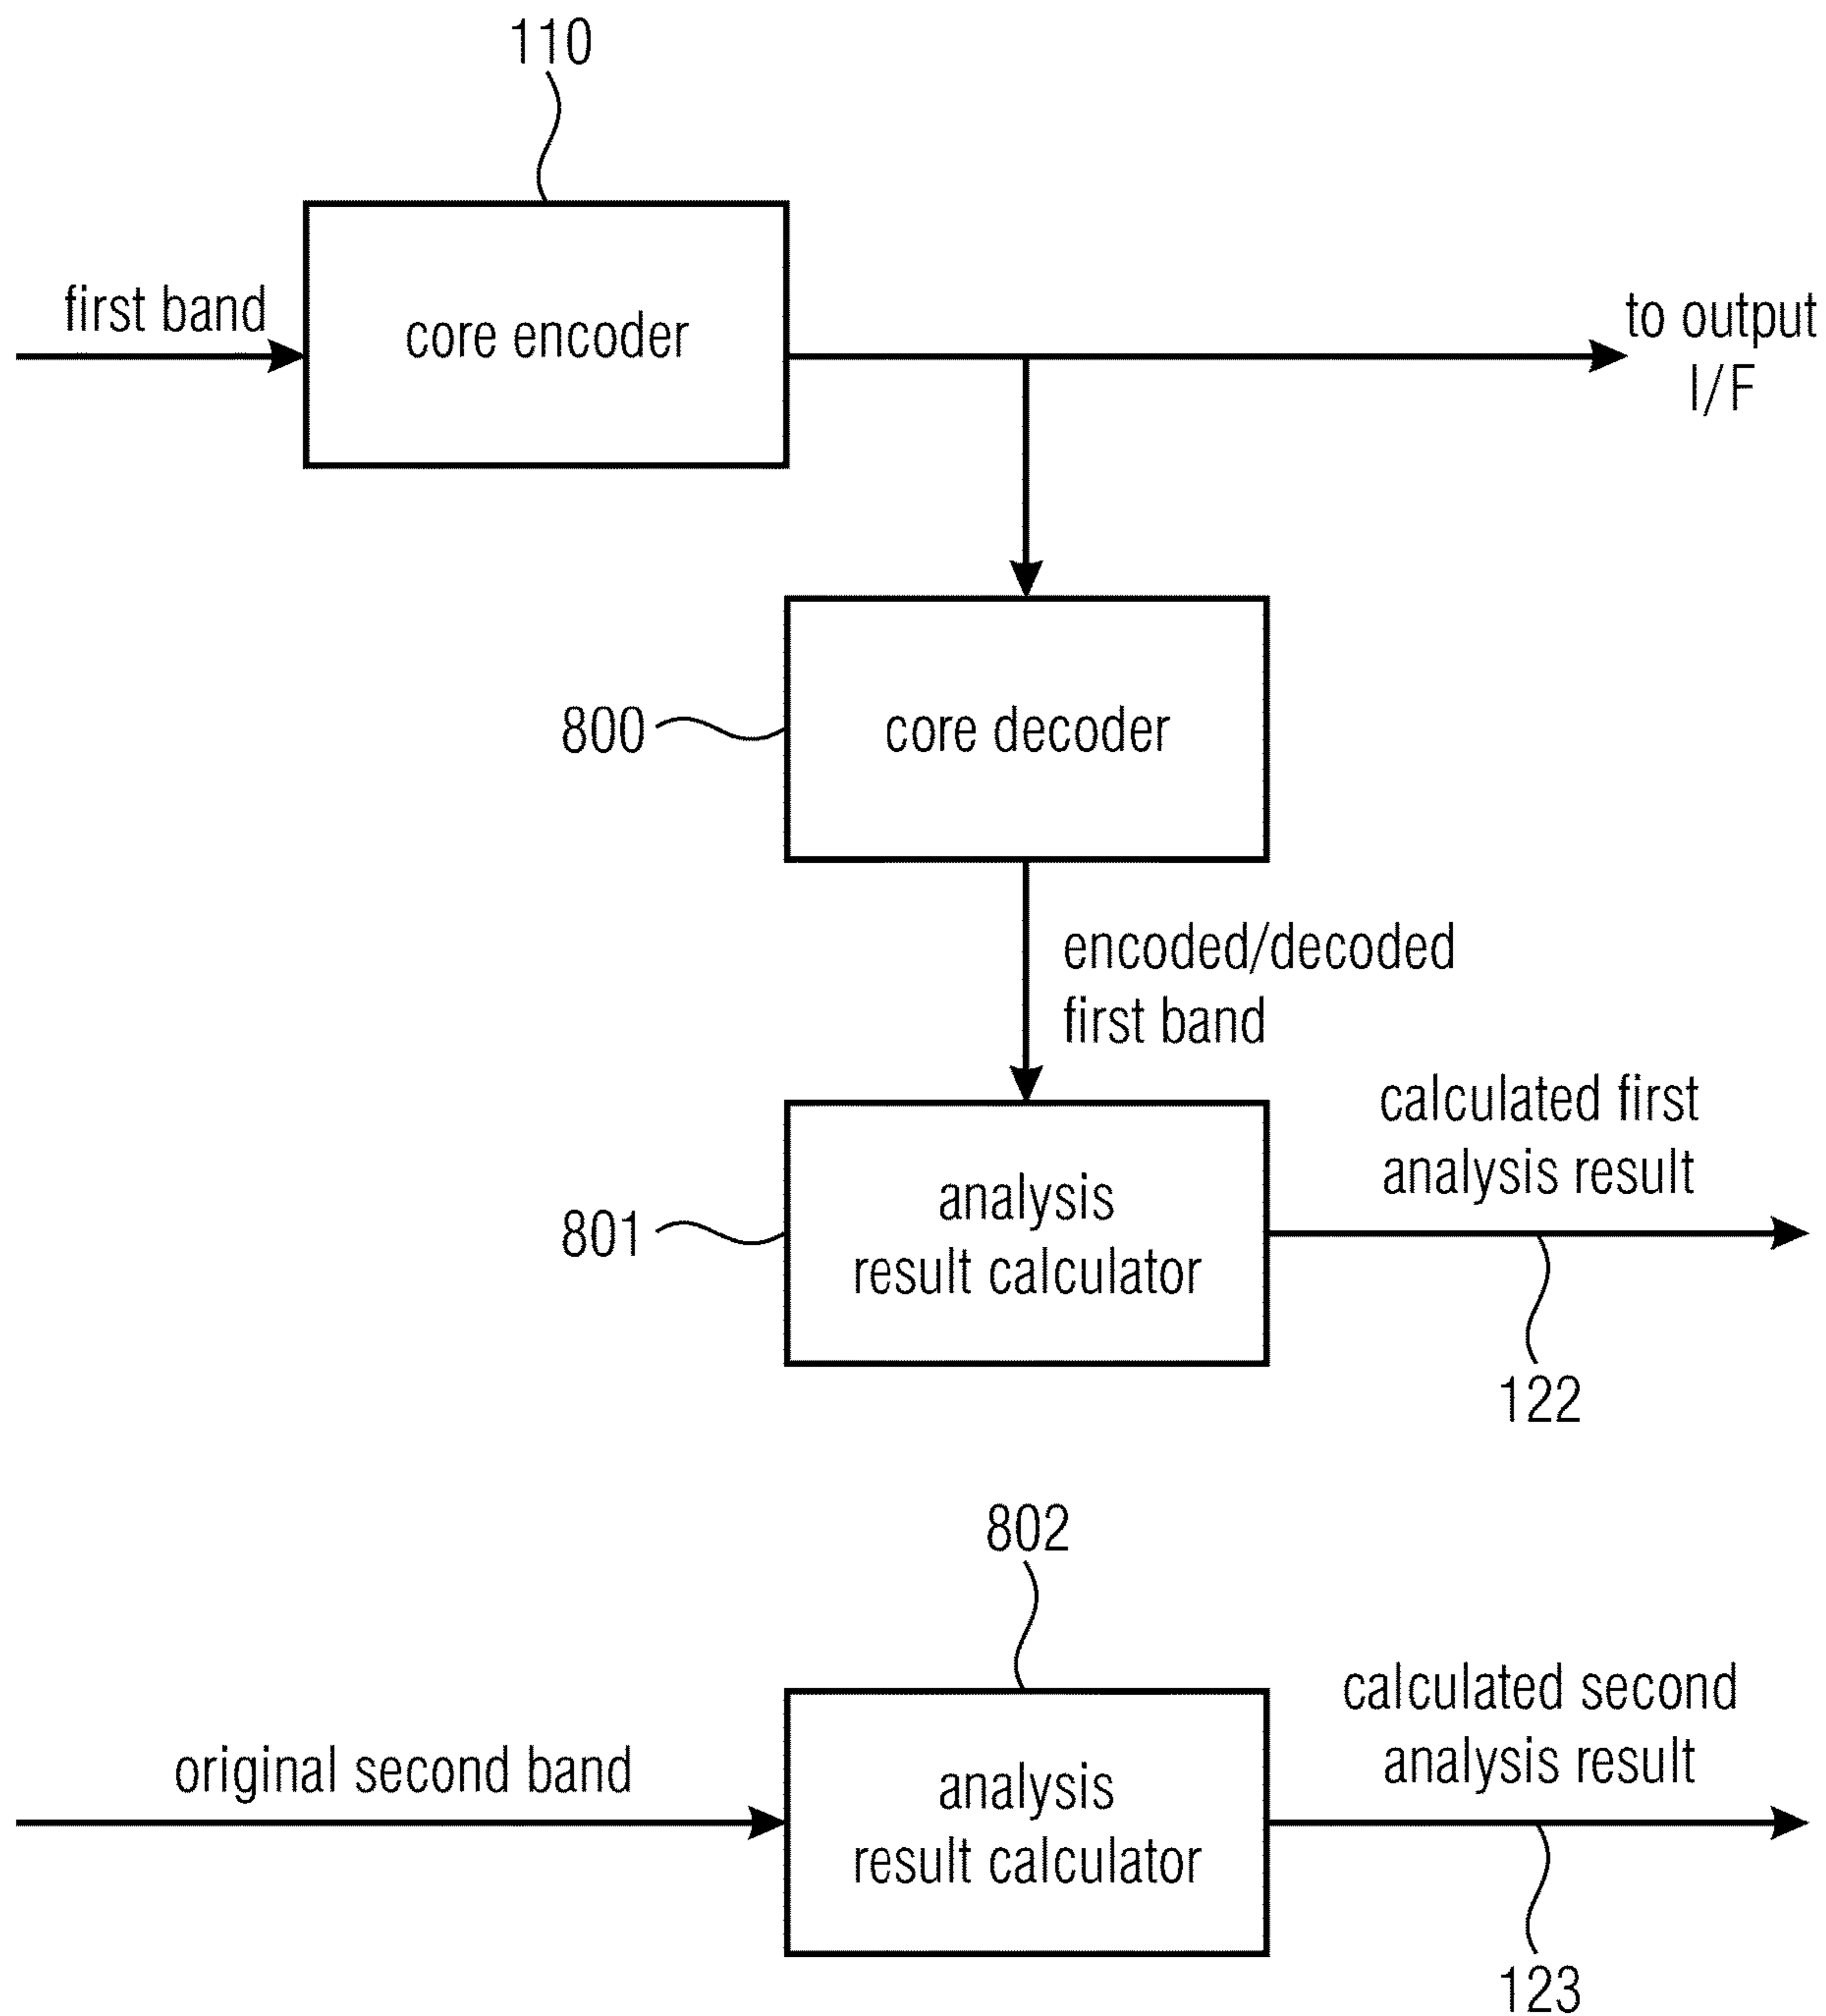 110
first band
core encoder
to output
I/F
800
core decoder
encoded/decoded
first band
calculated first
analysis result
801
analysis
result calculator
122
802
calculated second
analysis result
original second band
analysis
result calculator
123